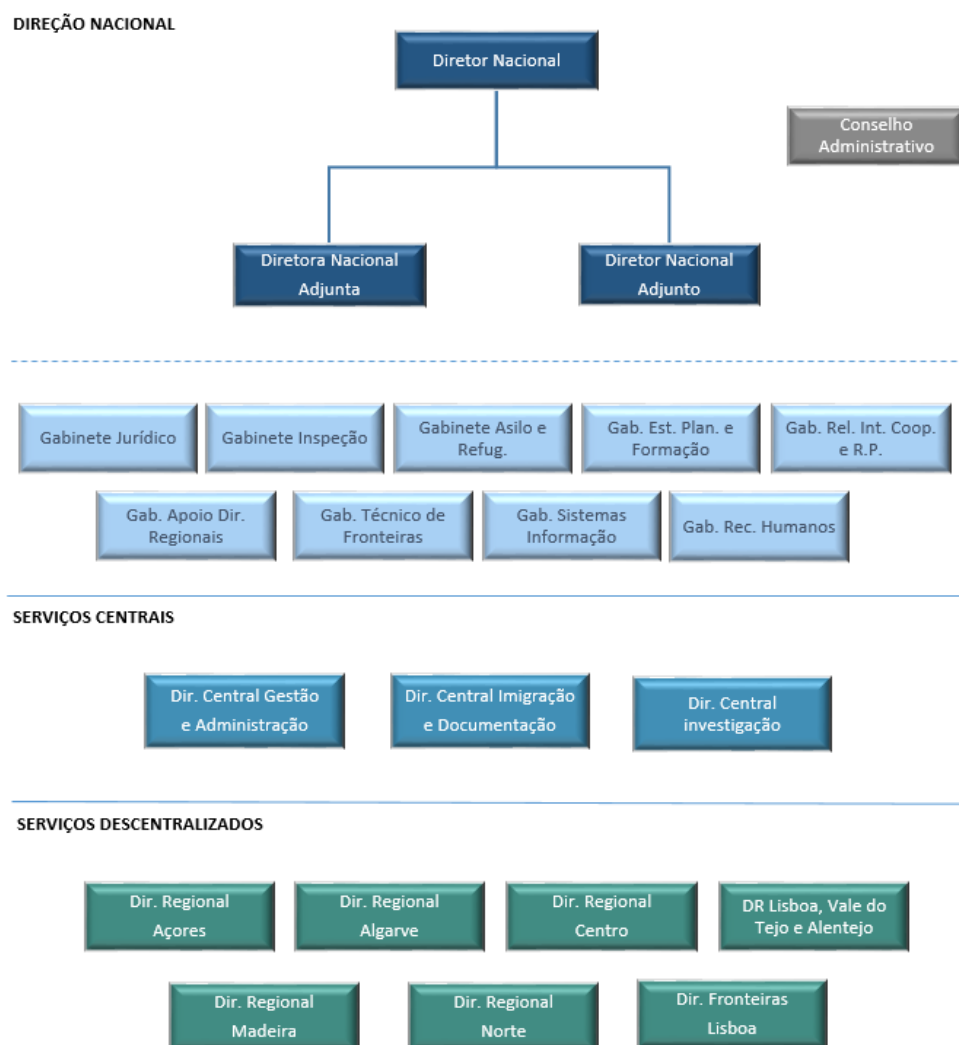 DIREÇÃO NACIONAL
Diretor Nacional
Conselho
Administrativo
Diretora Nacional
Adjunta
Diretor Nacional
Adjunto
Gabinete Jurídico
Gabinete Inspeção
Gabinete Asilo e
Refug.
Gab. Est. Plan. e
Formação
Gab. Rel. Int. Coop.
e R.P.
Gab. Apoio Dir.
Regionais
Gab. Técnico de
Fronteiras
Gab. Sistemas
Informação
Gab. Rec. Humanos
SERVIÇOS CENTRAIS
Dir. Central Gestão
e Administração
Dir. Central Imigração
e Documentação
Dir. Central
investigação
SERVIÇOS DESCENTRALIZADOS
Dir. Regional
Açores
Dir. Regional
Algarve
Dir. Regional
Centro
DR Lisboa, Vale do
Tejo e Alentejo
Dir. Regional
Madeira
Dir. Regional
Norte
Dir. Fronteiras
Lisboa